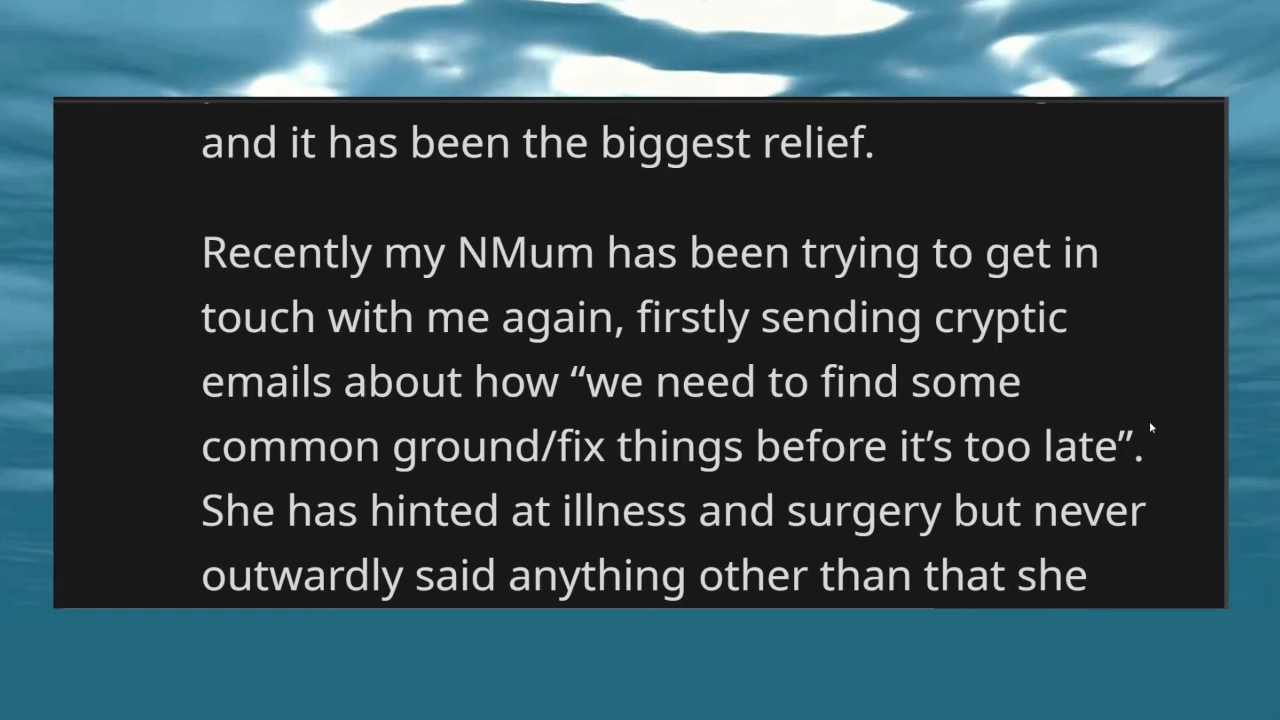 and it has been the biggest relief.
Recently my NMum has been trying to get in
touch with me again, firstly sending cryptic
emails about how “we need to find some
common ground/fix things before it’s too late”.
She has hinted at illness and surgery but never
outwardly said anything other than that she